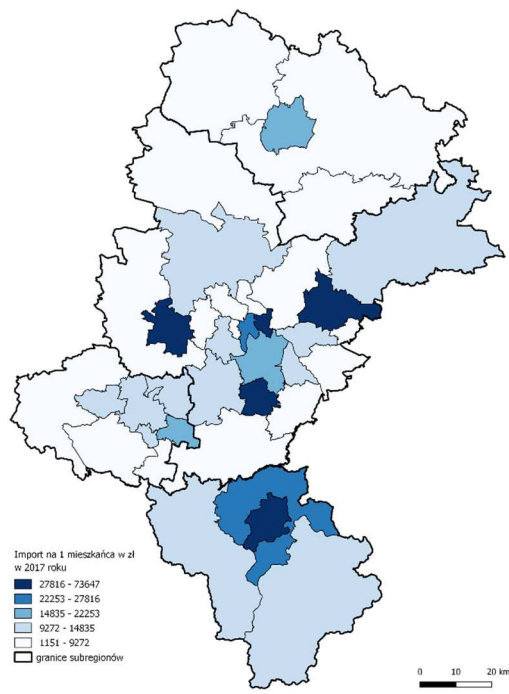 Import na 1 mieszkańca w zł
w 2017 roku
27816 - 73647
22253 - 27816
14835 - 22253
9272 - 14835
1151 - 9272
granice subregionów
0 10 20 km